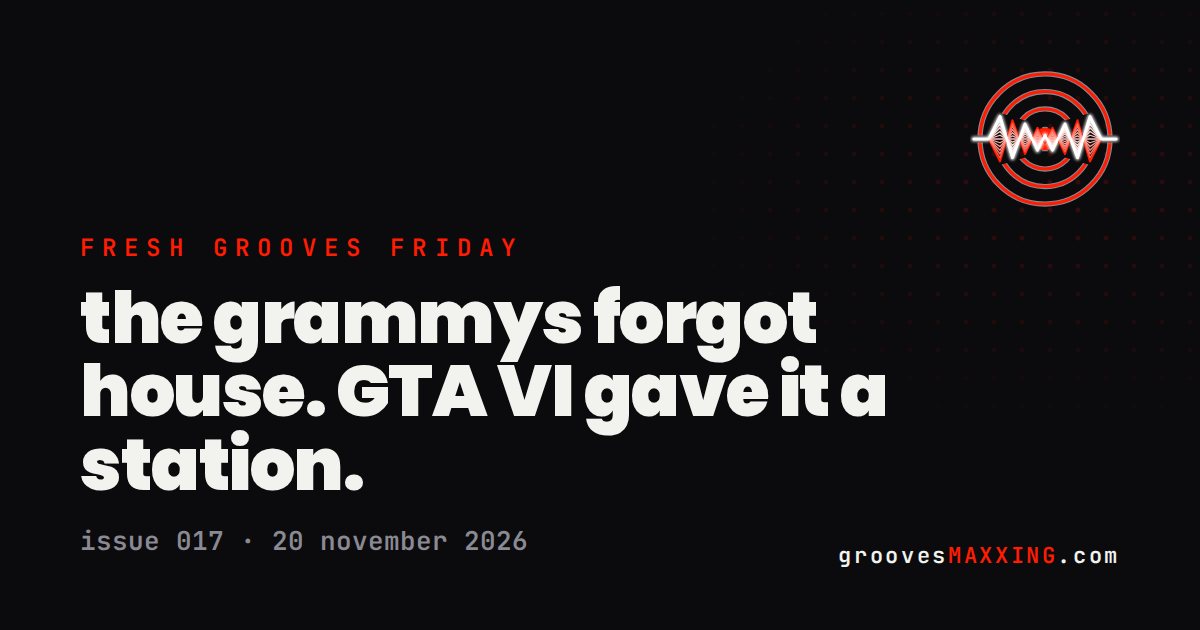 FRESH GROOVES FRIDAY
the grammys forgot
house. GTA VI gave it a
station.
issue 017 · 20 november 2026
groovesMAXXING.com